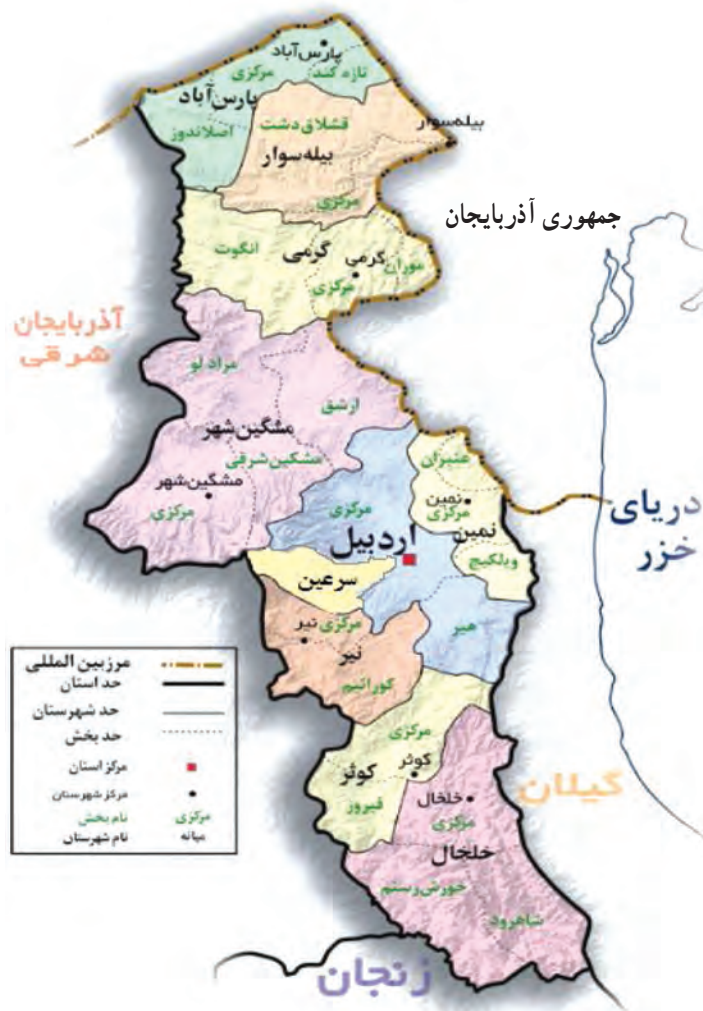 پارس‌آباد
مرکزی
تازه کند
پارس‌آباد
اصلاندوز
قشلاق دشت
بیله‌سوار
بیله‌سوار
مرکزی
جمهوری آذربایجان
انگوت
گرمی
گرمی
موران
مرکزی
آذربایجان
شرقی
مراد لو
ارشق
مشگین‌شهر
مشگین‌شرقی
مشگین‌شهر
مرکزی
عنبران
نمین
مرکزی
نمین
ویلکیج
مرکزی
اردبیل
دریای
خزر
سرعین
هیر
نیر
مرکزی
نیر
کورائیم
مرکزی
کوثر
کوثر
فیروز
گیلان
خلخال
مرکزی
خلخال
خورش‌رستم
شاهرود
زنجان
مرزبین المللی
حد استان
حد شهرستان
حد بخش
مرکز استان
مرکز شهرستان
نام بخش مرکزی
نام شهرستان میانه